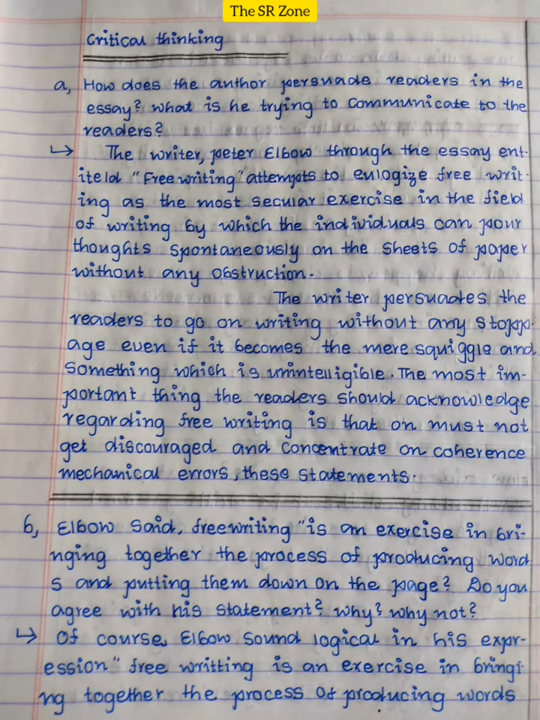 The SR Zone
Critical thinking
a, How does the author persuade readers in the
essay? what is he trying to communicate to the
readers?
↳ The writer, peter Elbow through the essay ent-
iteld "Free writing" attempts to eulogize free writ-
ing as the most secular exercise in the field
of writing by which the individuals can pour
thoughts spontaneously on the sheets of paper
without any obstruction.
The writer persuades the
readers to go on writing without any stopp-
age even if it becomes the mere squiggle and
something which is unintelligible. The most im-
portant thing the readers should acknowledge
regarding free writing is that on must not
get discouraged and concentrate on coherence
mechanical errors, these statements.
b, Elbow said, freewriting "is an exercise in bri-
nging together the process of producing word
s and putting them down on the page? Do you
agree with his statement? why? why not?
↳ Of course, Elbow sound logical in his expr-
ession" free writting is an exercise in bringi
ng together the process of producing words